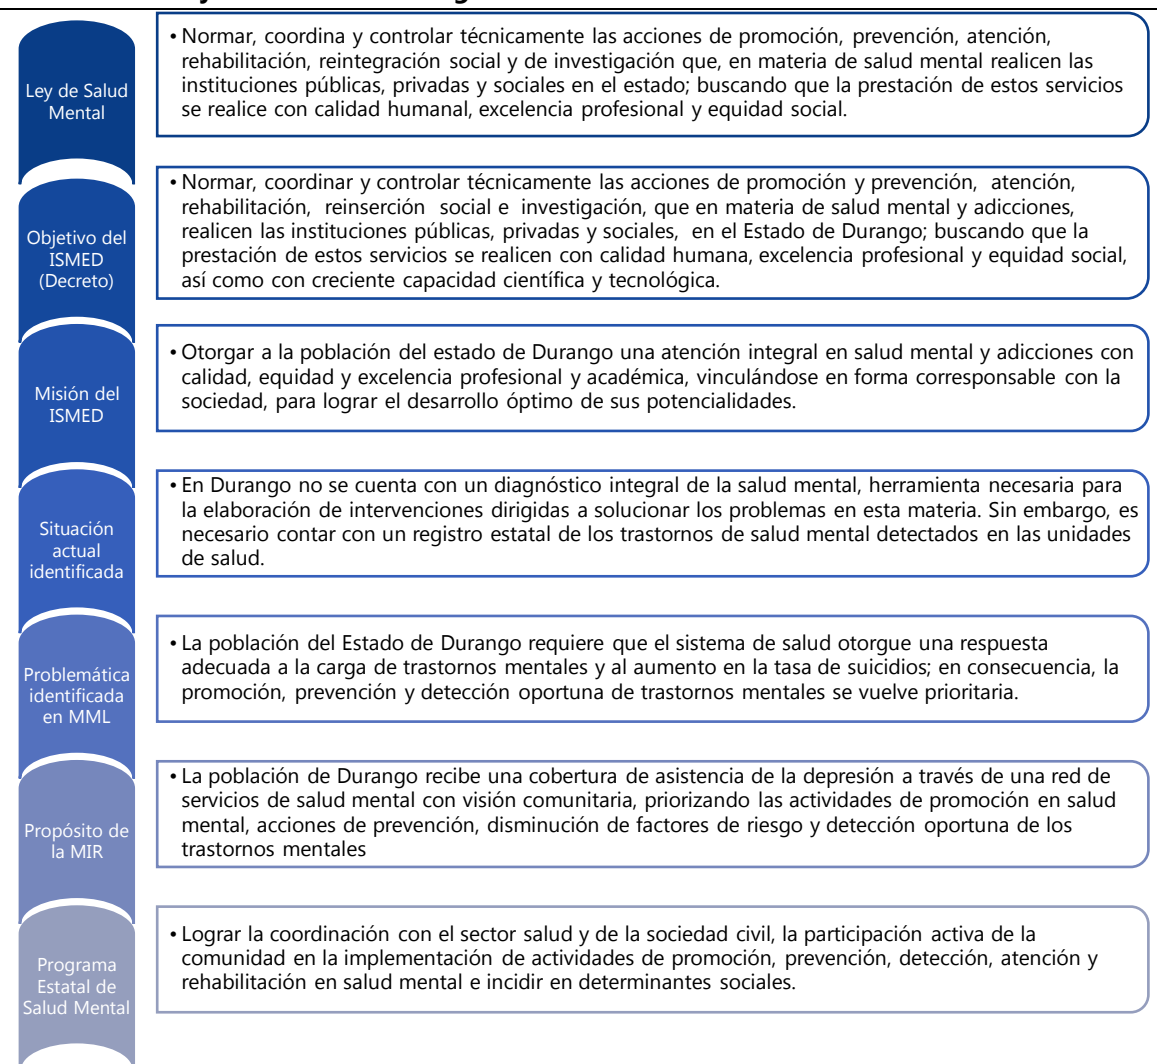 Ley de Salud
Mental
• Normar, coordina y controlar técnicamente las acciones de promoción, prevención, atención,
rehabilitación, reintegración social y de investigación que, en materia de salud mental realicen las
instituciones públicas, privadas y sociales en el estado; buscando que la prestación de estos servicios
se realice con calidad humanal, excelencia profesional y equidad social.
Objetivo del
ISMED
(Decreto)
• Normar, coordinar y controlar técnicamente las acciones de promoción y prevención, atención,
rehabilitación, reinserción social e investigación, que en materia de salud mental y adicciones,
realicen las instituciones públicas, privadas y sociales, en el Estado de Durango; buscando que la
prestación de estos servicios se realicen con calidad humana, excelencia profesional y equidad social,
así como con creciente capacidad científica y tecnológica.
Misión del
ISMED
• Otorgar a la población del estado de Durango una atención integral en salud mental y adicciones con
calidad, equidad y excelencia profesional y académica, vinculándose en forma corresponsable con la
sociedad, para lograr el desarrollo óptimo de sus potencialidades.
Situación
actual
identificada
• En Durango no se cuenta con un diagnóstico integral de la salud mental, herramienta necesaria para
la elaboración de intervenciones dirigidas a solucionar los problemas en esta materia. Sin embargo, es
necesario contar con un registro estatal de los trastornos de salud mental detectados en las unidades
de salud.
Problemática
identificada
en MML
• La población del Estado de Durango requiere que el sistema de salud otorgue una respuesta
adecuada a la carga de trastornos mentales y al aumento en la tasa de suicidios; en consecuencia, la
promoción, prevención y detección oportuna de trastornos mentales se vuelve prioritaria.
Propósito de
la MIR
• La población de Durango recibe una cobertura de asistencia de la depresión a través de una red de
servicios de salud mental con visión comunitaria, priorizando las actividades de promoción en salud
mental, acciones de prevención, disminución de factores de riesgo y detección oportuna de los
trastornos mentales
Programa
Estatal de
Salud Mental
• Lograr la coordinación con el sector salud y de la sociedad civil, la participación activa de la
comunidad en la implementación de actividades de promoción, prevención, detección, atención y
rehabilitación en salud mental e incidir en determinantes sociales.